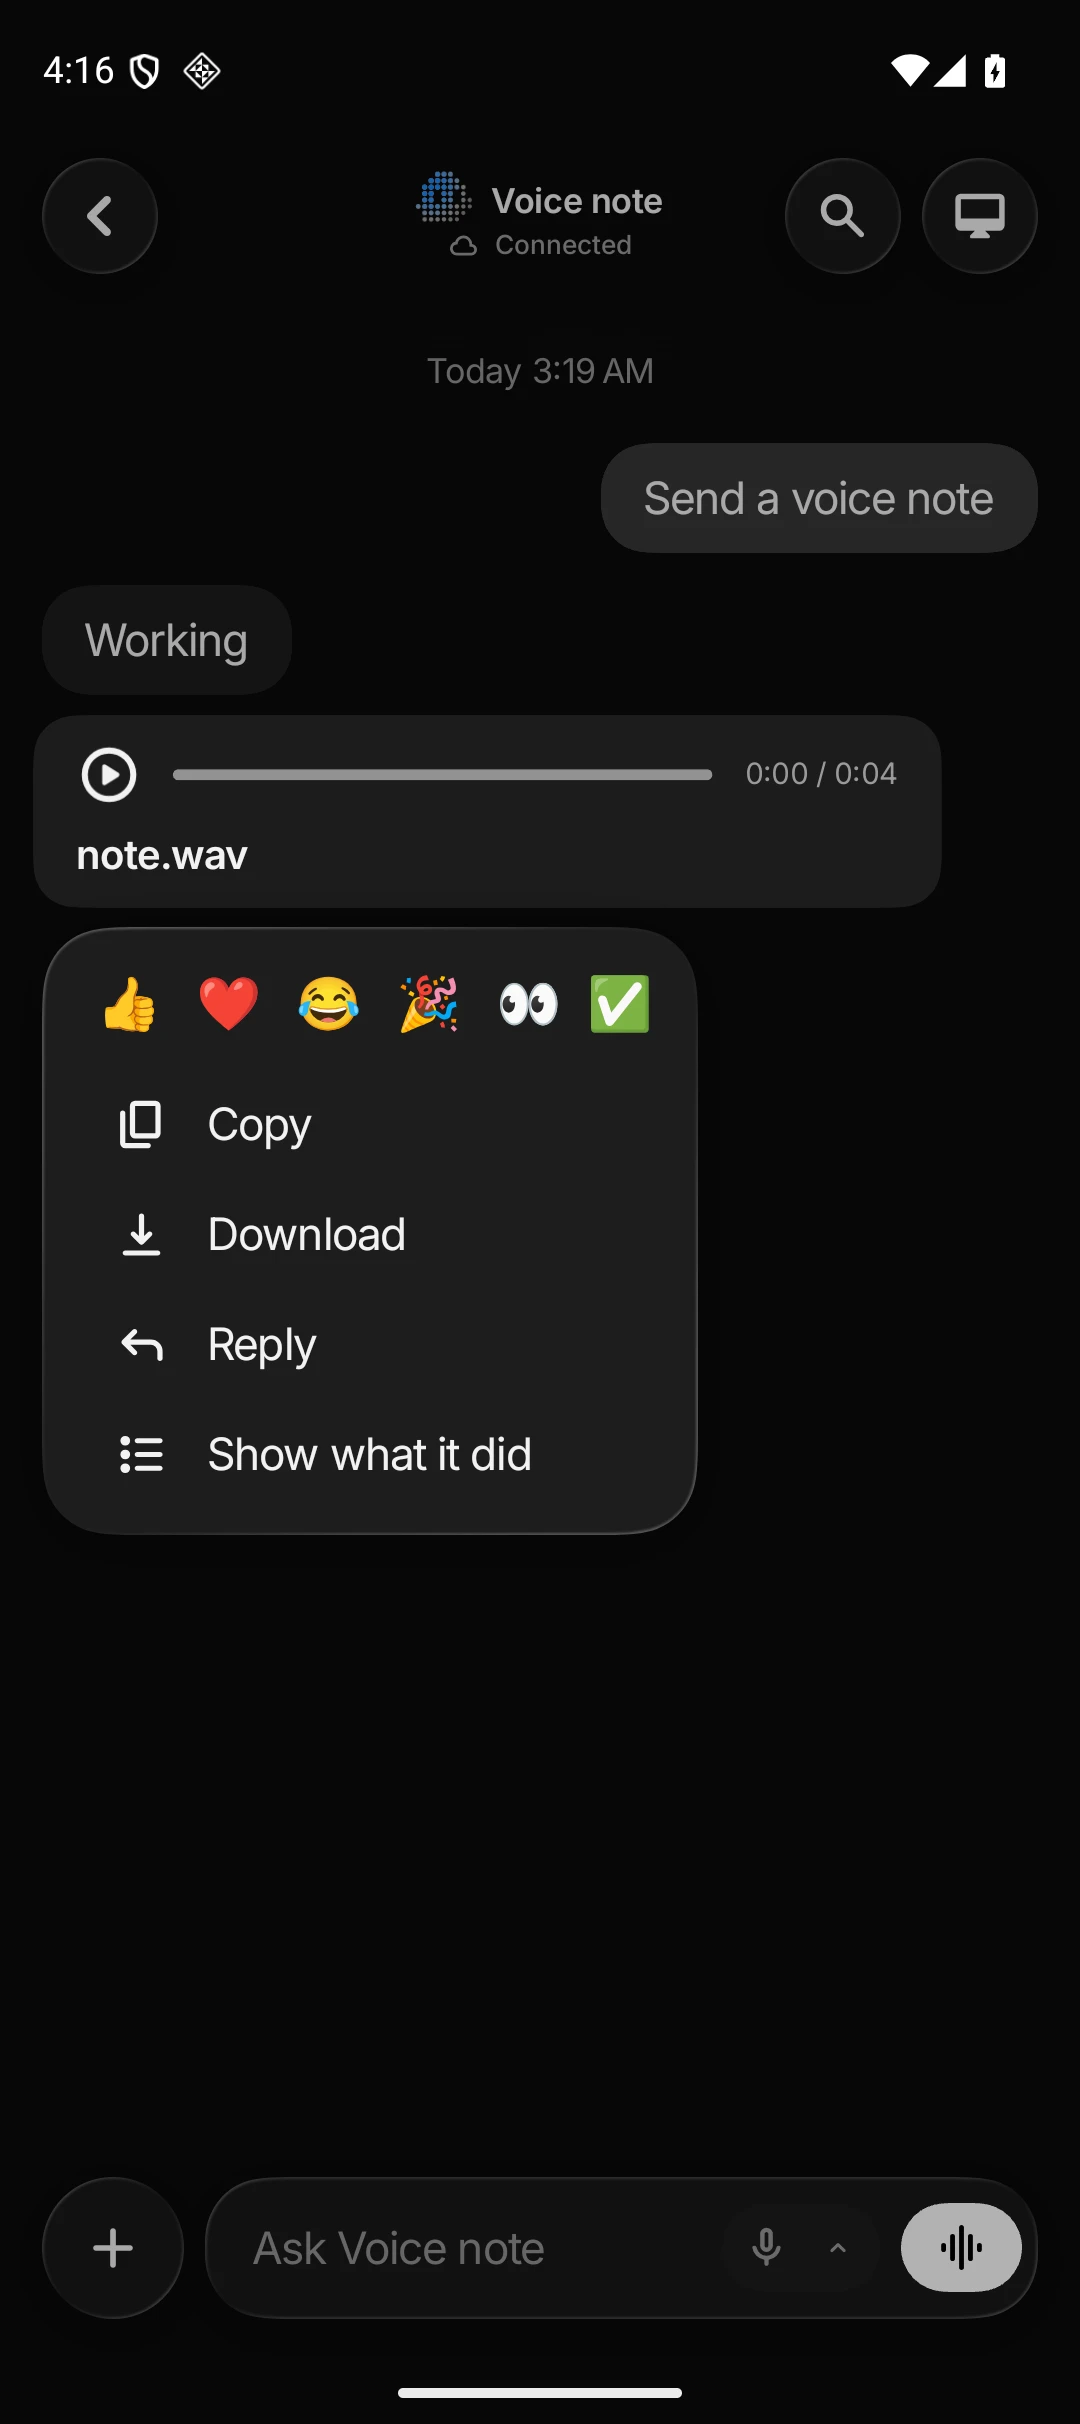 4:16
Voice note
Connected
Today 3:19 AM
Send a voice note
Working
0:00 / 0:04
note.wav
👍 ❤️ 😂 🎉 👀 ✅
Copy
Download
Reply
Show what it did
Ask Voice note